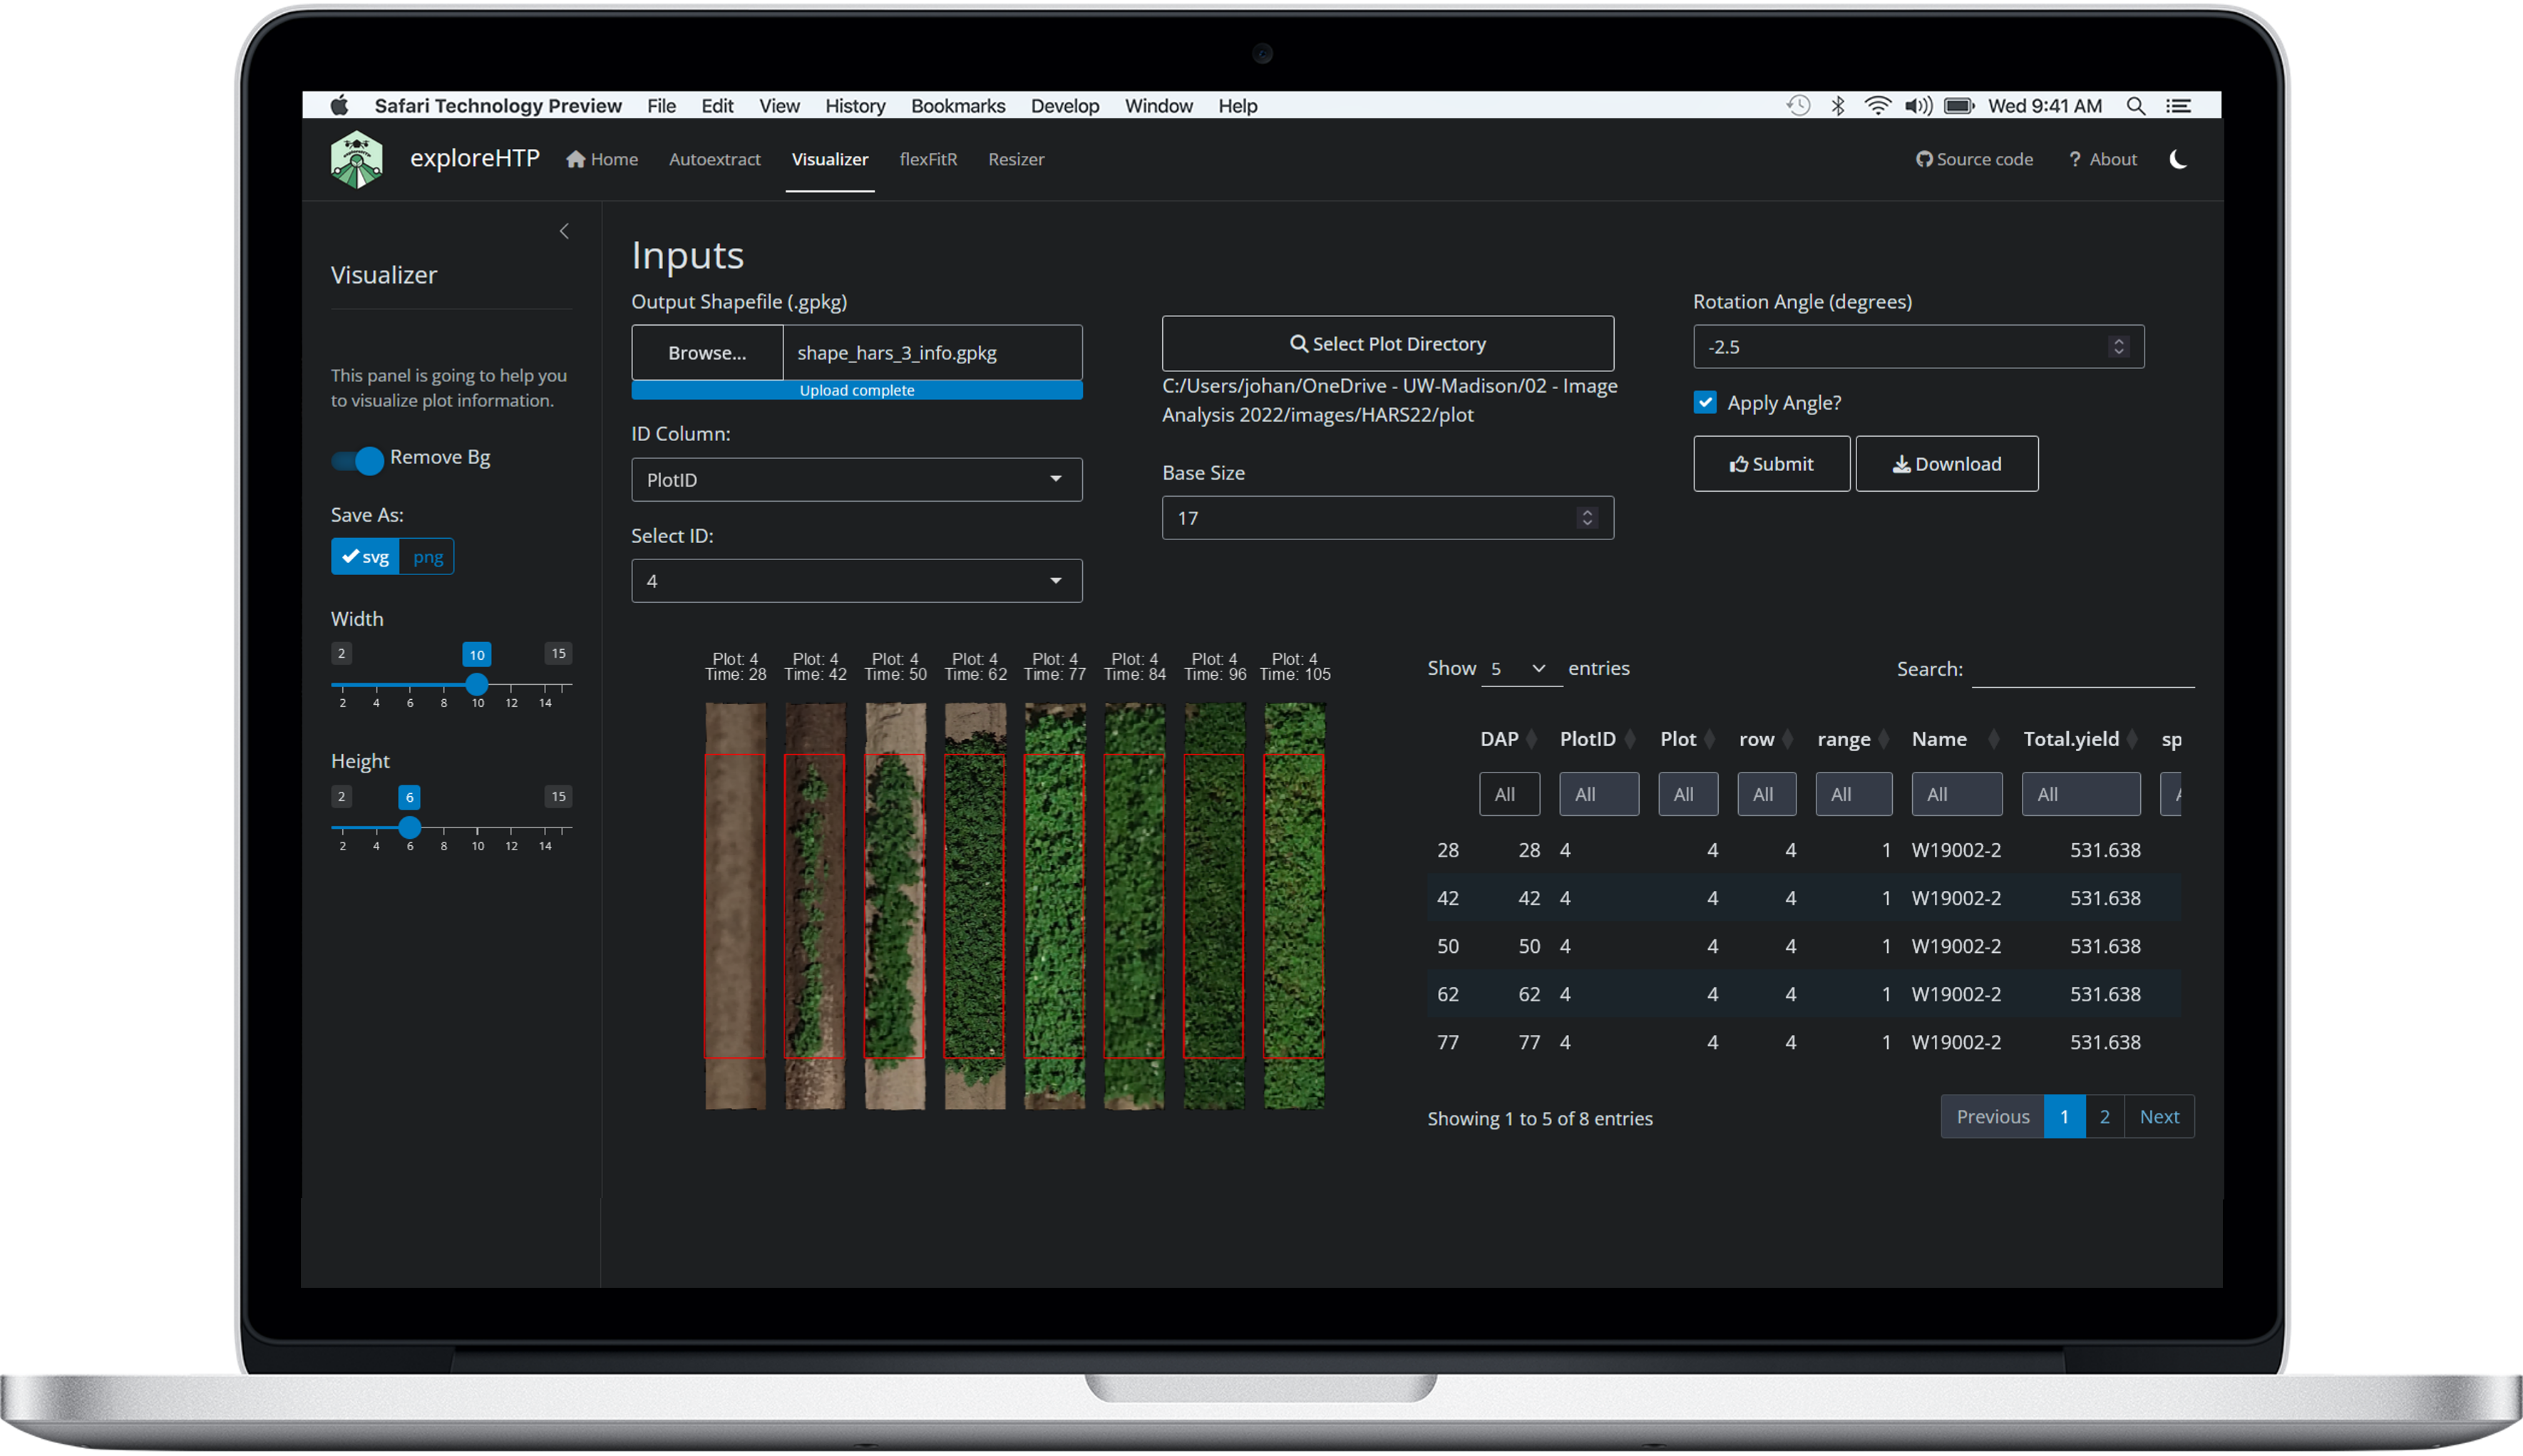 Safari Technology Preview File Edit View History Bookmarks Develop Window Help Wed 9:41 AM
exploreHTP Home Autoextract Visualizer flexFitR Resizer Source code ? About
Visualizer
This panel is going to help you
to visualize plot information.
Remove Bg
Save As:
svg png
Width
2 10 15
2 4 6 8 10 12 14
Height
2 6 15
2 4 6 8 10 12 14
Inputs
Output Shapefile (.gpkg)
Browse... shape_hars_3_info.gpkg
Upload complete
ID Column:
PlotID
Select ID:
4
Select Plot Directory
C:/Users/johan/OneDrive - UW-Madison/02 - Image
Analysis 2022/images/HARS22/plot
Base Size
17
Rotation Angle (degrees)
-2.5
Apply Angle?
Submit Download
Plot: 4 Plot: 4 Plot: 4 Plot: 4 Plot: 4 Plot: 4 Plot: 4 Plot: 4
Time: 28 Time: 42 Time: 50 Time: 62 Time: 77 Time: 84 Time: 96 Time: 105
Show 5 entries Search:
DAP PlotID Plot row range Name Total.yield sp
All All All All All All All
28 28 4 4 4 1 W19002-2 531.638
42 42 4 4 4 1 W19002-2 531.638
50 50 4 4 4 1 W19002-2 531.638
62 62 4 4 4 1 W19002-2 531.638
77 77 4 4 4 1 W19002-2 531.638
Showing 1 to 5 of 8 entries Previous 1 2 Next